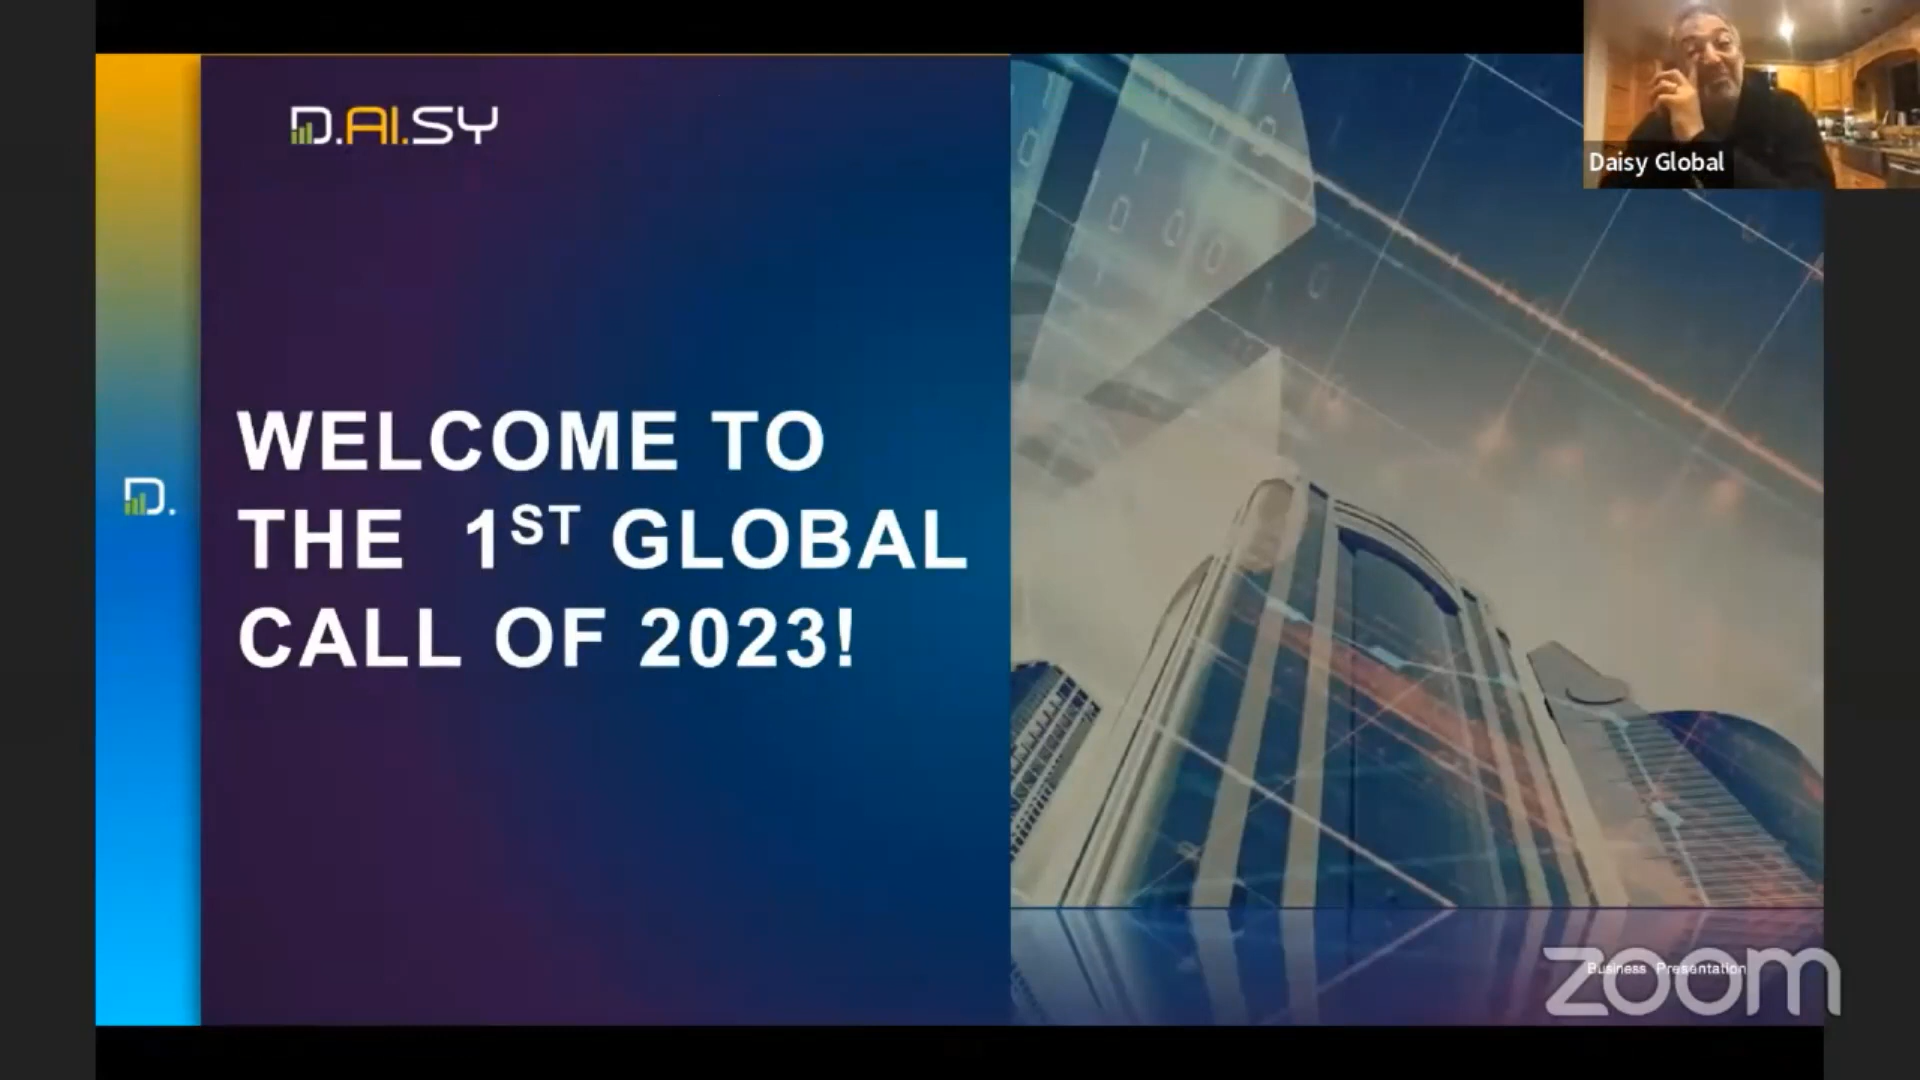 D.AI.SY
Daisy Global
WELCOME TO
THE 1ST GLOBAL
CALL OF 2023!
D.
Business Presentation
zoom